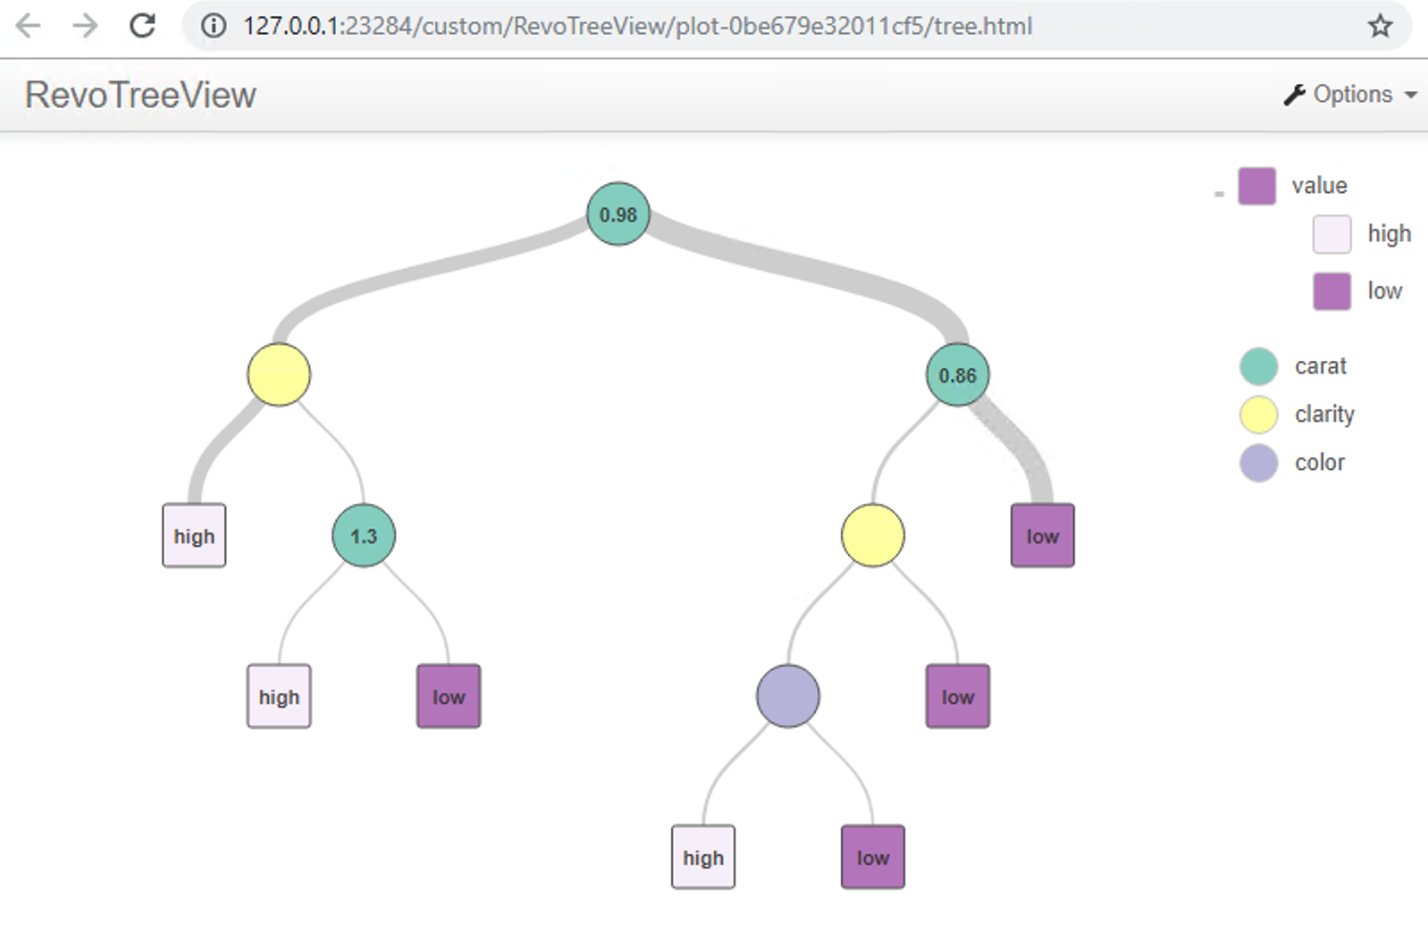 127.0.0.1:23284/custom/RevoTreeView/plot-0be679e32011cf5/tree.html
RevoTreeView
Options
value
high
low
carat
clarity
color
0.98
0.86
high
1.3
low
high
low
low
high
low